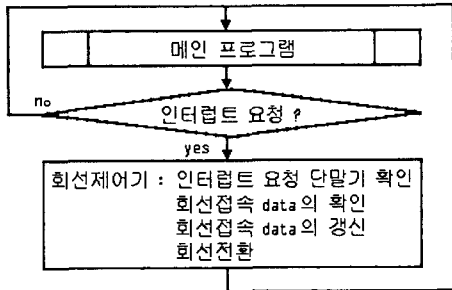 메인 프로그램
no
인터럽트 요청 ?
yes
회선제어기 : 인터럽트 요청 단말기 확인
회선접속 data의 확인
회선접속 data의 갱신
회선전환